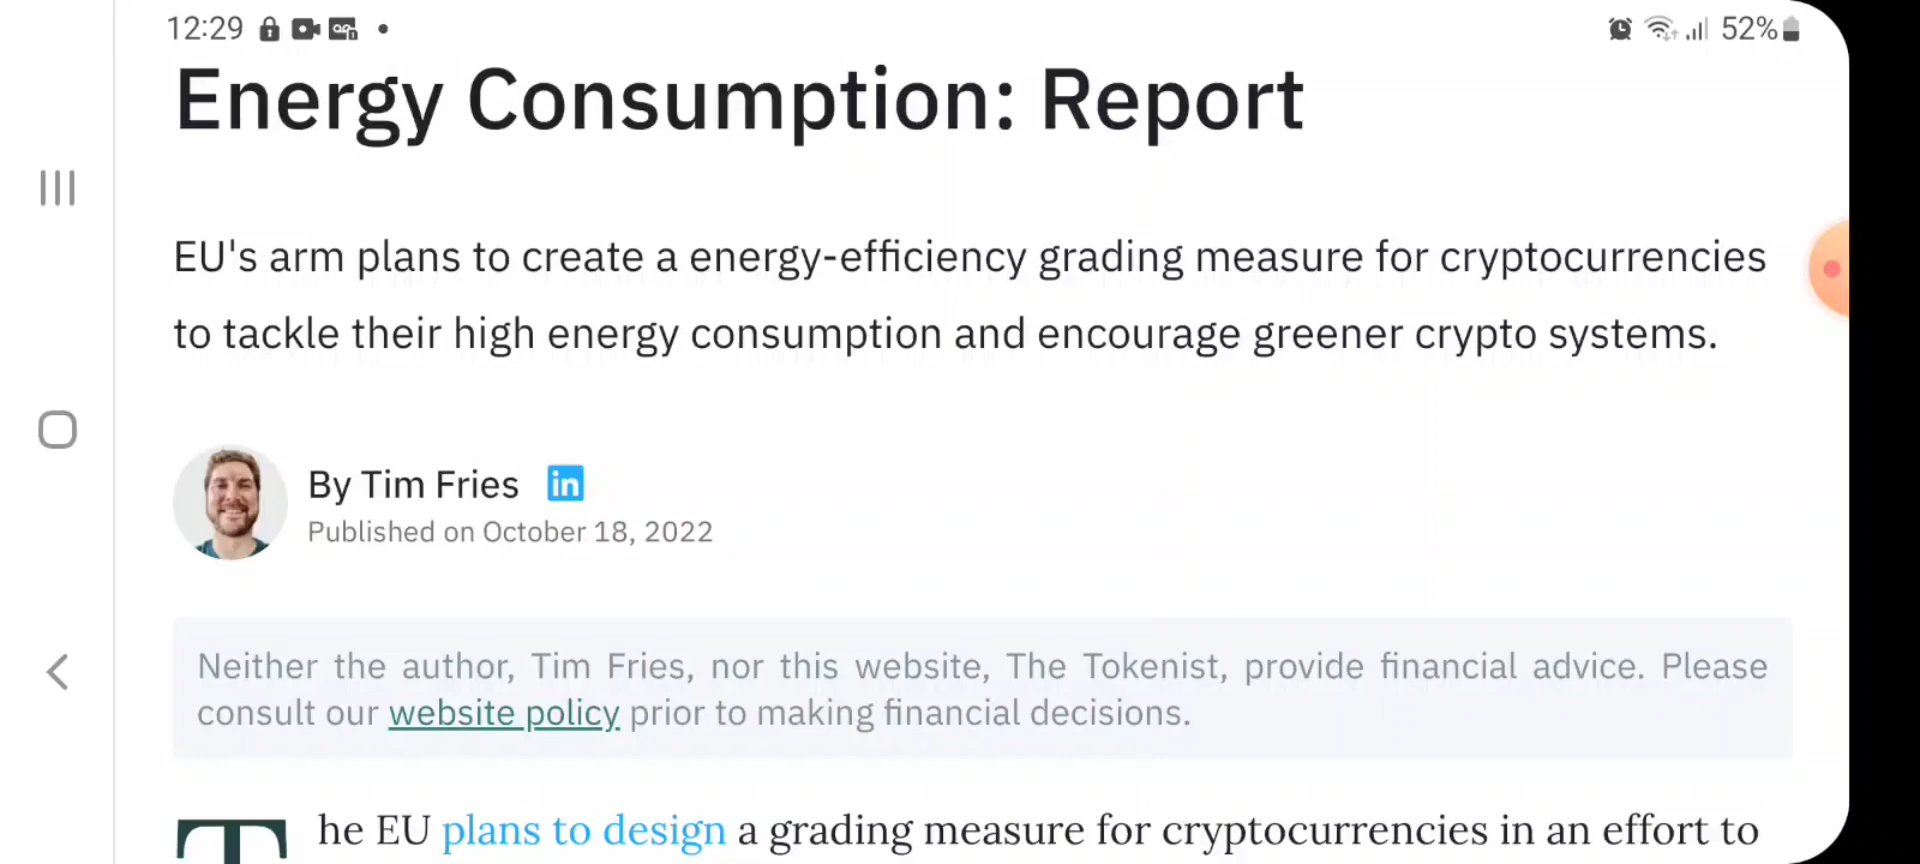 12:29
52%
Energy Consumption: Report
EU's arm plans to create a energy-efficiency grading measure for cryptocurrencies
to tackle their high energy consumption and encourage greener crypto systems.
By Tim Fries in
Published on October 18, 2022
Neither the author, Tim Fries, nor this website, The Tokenist, provide financial advice. Please
consult our website policy prior to making financial decisions.
The EU plans to design a grading measure for cryptocurrencies in an effort to